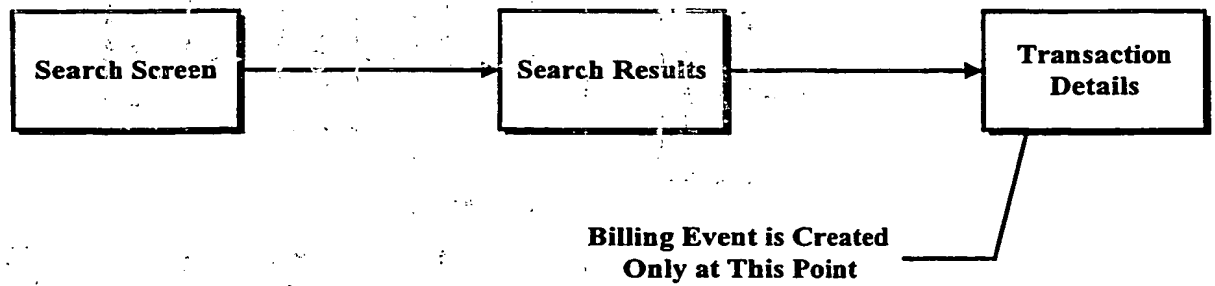 Search Screen
Search Results
Transaction
Details
Billing Event is Created
Only at This Point